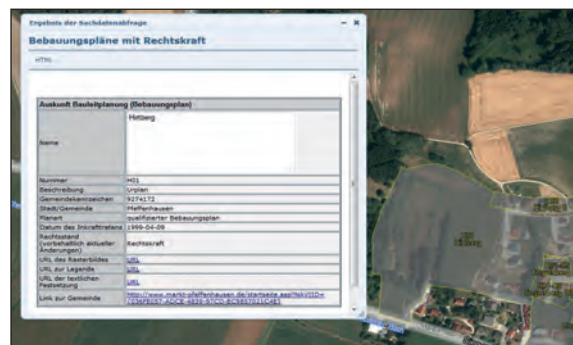 Ergebnis der Sachdatenabfrage
Bebauungspläne mit Rechtskraft
HTML
Auskunft Bauleitplanung (Bebauungsplan)
Name
Nummer
H01
Beschreibung
Urplan
Gemeindekennzeichen
9274172
Stadt/Gemeinde
Pfeffenhausen
Planart
qualifizierter Bebauungsplan
Datum des Inkrafttretens
1999-04-09
Rechtsstand
(vorbehaltlich aktueller
Änderungen)
Rechtskraft
URL des Rasterbildes
URL
URL zur Legende
URL
URL der textlichen
Festsetzung
URL
Link zur Gemeinde